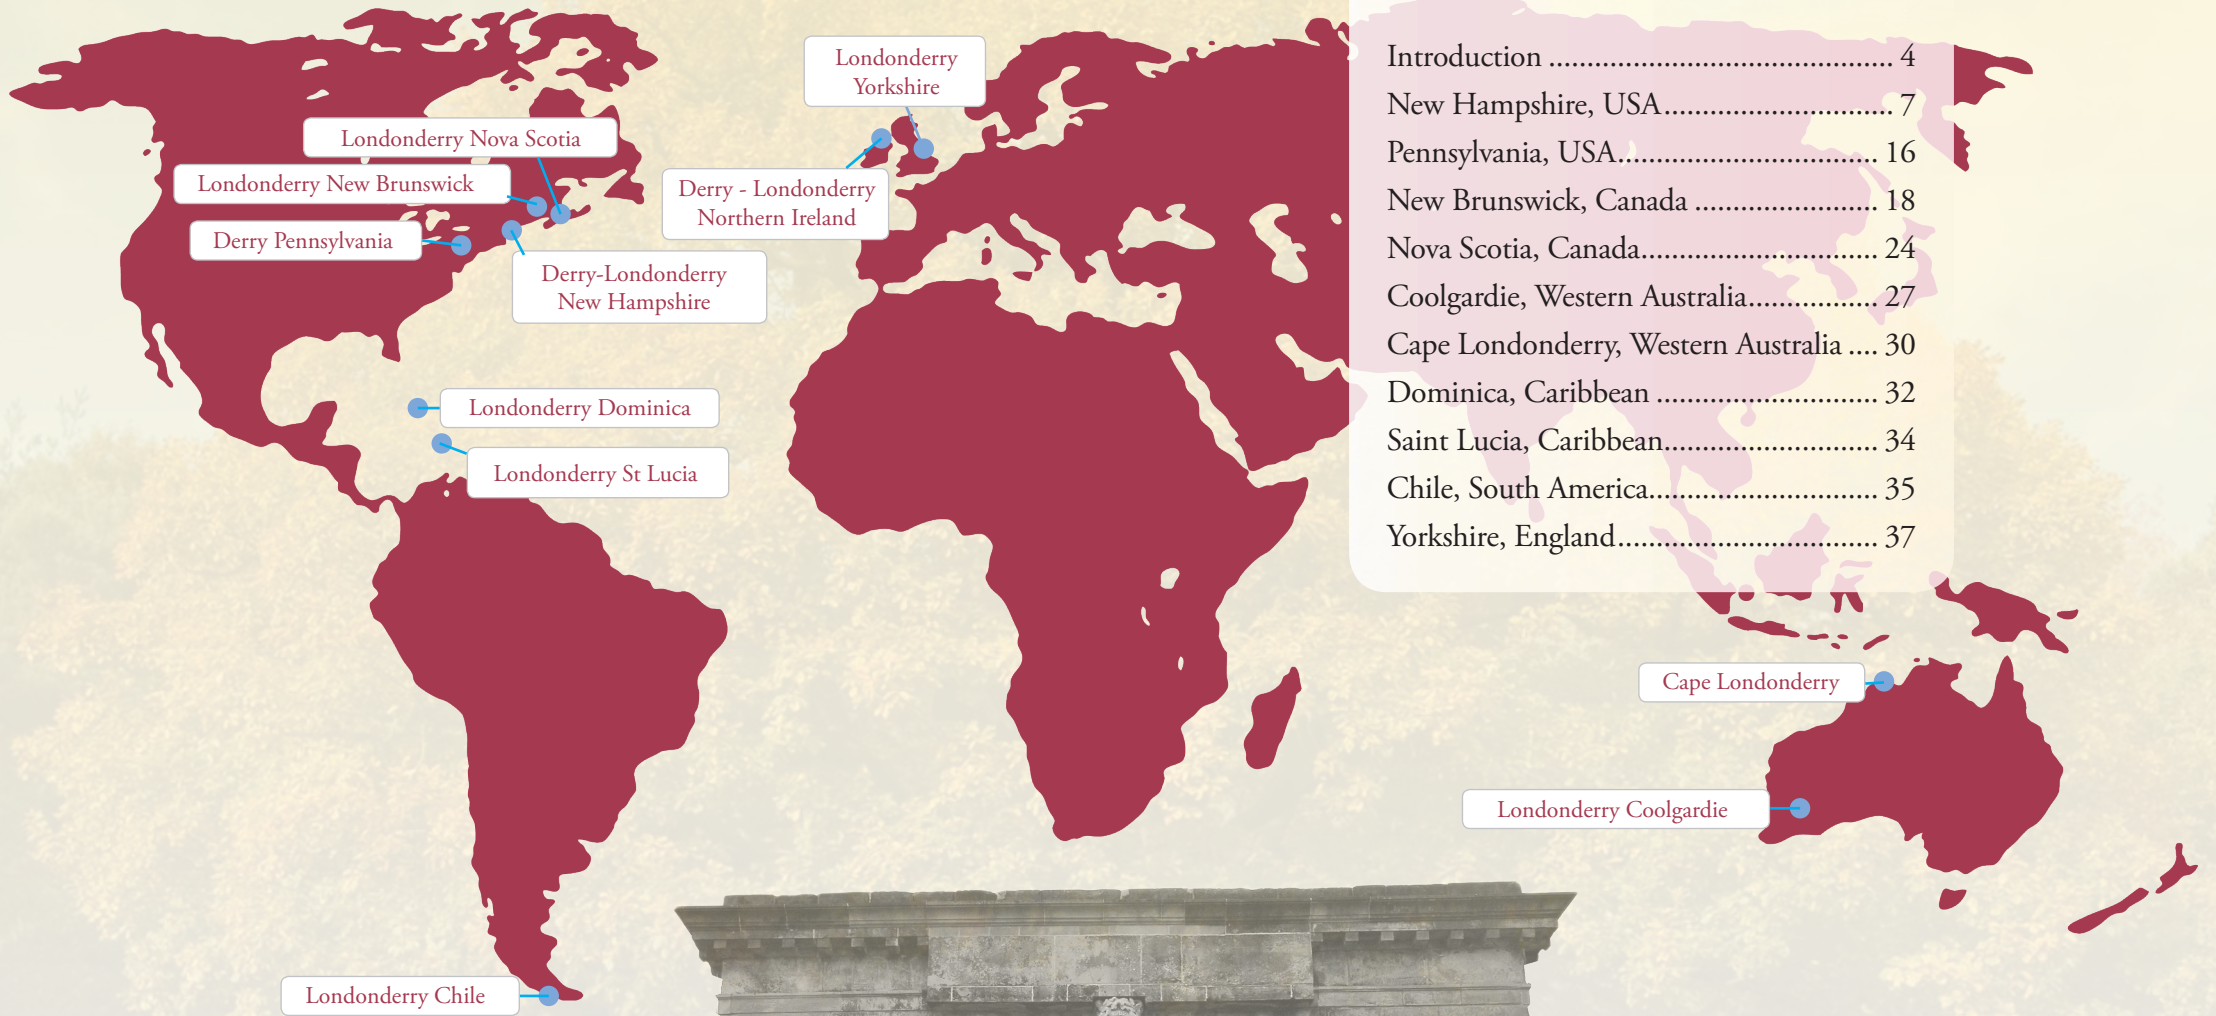 Londonderry
Yorkshire
Londonderry Nova Scotia
Londonderry New Brunswick
Derry - Londonderry
Northern Ireland
Derry Pennsylvania
Derry-Londonderry
New Hampshire
Londonderry Dominica
Londonderry St Lucia
Londonderry Chile
Introduction ............................................. 4
New Hampshire, USA.............................. 7
Pennsylvania, USA.................................. 16
New Brunswick, Canada ........................ 18
Nova Scotia, Canada............................... 24
Coolgardie, Western Australia................. 27
Cape Londonderry, Western Australia .... 30
Dominica, Caribbean ............................. 32
Saint Lucia, Caribbean............................ 34
Chile, South America.............................. 35
Yorkshire, England.................................. 37
Cape Londonderry
Londonderry Coolgardie